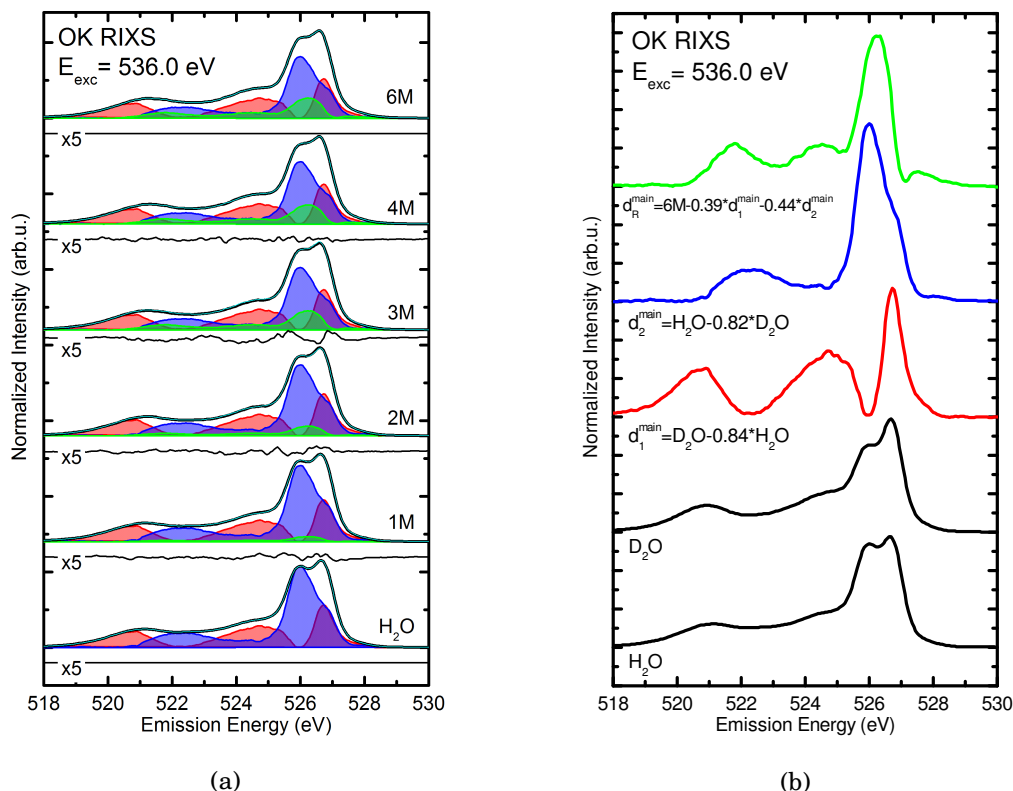 OK RIXS
E_exc = 536.0 eV
6M
x5
4M
x5
3M
x5
2M
x5
1M
x5
H₂O
x5
518 520 522 524 526 528 530
Emission Energy (eV)
Normalized Intensity (arb.u.)
(a)
OK RIXS
E_exc = 536.0 eV
d_R^main=6M-0.39*d_1^main-0.44*d_2^main
d_2^main=H₂O-0.82*D₂O
d_1^main=D₂O-0.84*H₂O
D₂O
H₂O
518 520 522 524 526 528 530
Emission Energy (eV)
Normalized Intensity (arb.u.)
(b)